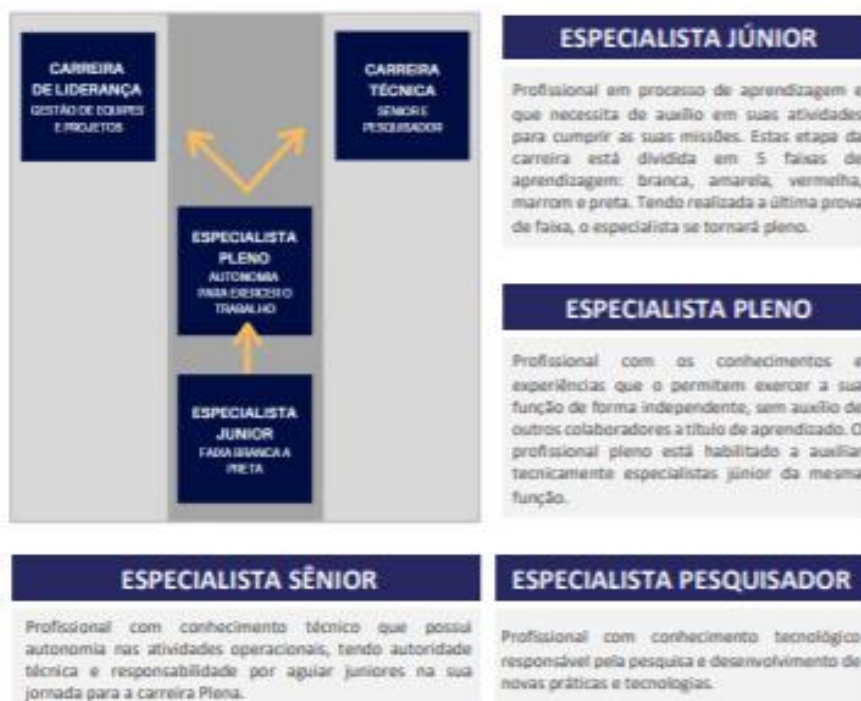 CARREIRA
DE LIDERANÇA
GESTÃO DE EQUIPES
E PROJETOS
CARREIRA
TÉCNICA
SÊNIOR E
PESQUISADOR
ESPECIALISTA
PLENO
AUTONOMIA
PARA EXERCER O
TRABALHO
ESPECIALISTA
JUNIOR
FAIXA BRANCA A
PRETA
ESPECIALISTA JÚNIOR
Profissional em processo de aprendizagem e
que necessita de auxílio em suas atividades
para cumprir as suas missões. Estas etapa da
carreira está dividida em 5 faixas de
aprendizagem: branca, amarela, vermelha,
marrom e preta. Tendo realizada a última prova
de faixa, o especialista se tornará pleno.
ESPECIALISTA PLENO
Profissional com os conhecimentos e
experiências que o permitem exercer a sua
função de forma independente, sem auxílio de
outros colaboradores a título de aprendizado. O
profissional pleno está habilitado a auxiliar
tecnicamente especialistas júnior da mesma
função.
ESPECIALISTA SÊNIOR
Profissional com conhecimento técnico que possui
autonomia nas atividades operacionais, tendo autoridade
técnica e responsabilidade por aguiar juniores na sua
jornada para a carreira Plena.
ESPECIALISTA PESQUISADOR
Profissional com conhecimento tecnológico
responsável pela pesquisa e desenvolvimento de
novas práticas e tecnologias.